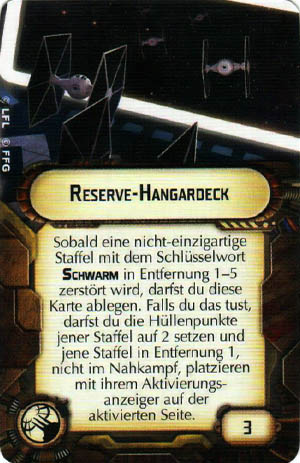 © LFL © FFG
RESERVE-HANGARDECK
Sobald eine nicht-einzigartige
Staffel mit dem Schlüsselwort
SCHWARM in Entfernung 1–5
zerstört wird, darfst du diese
Karte ablegen. Falls du das tust,
darfst du die Hüllenpunkte
jener Staffel auf 2 setzen und
jene Staffel in Entfernung 1,
nicht im Nahkampf, platzieren
mit ihrem Aktivierungs-
anzeiger auf der
aktivierten Seite.
3